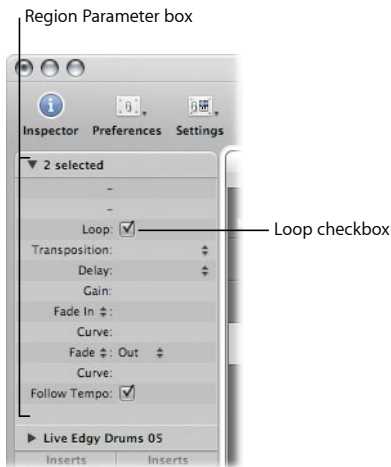 Region Parameter box
Inspector Preferences Settings
2 selected
-
-
Loop:
Loop checkbox
Transposition:
Delay:
Gain:
Fade In :
Curve:
Fade : Out
Curve:
Follow Tempo:
Live Edgy Drums 05
Inserts Inserts